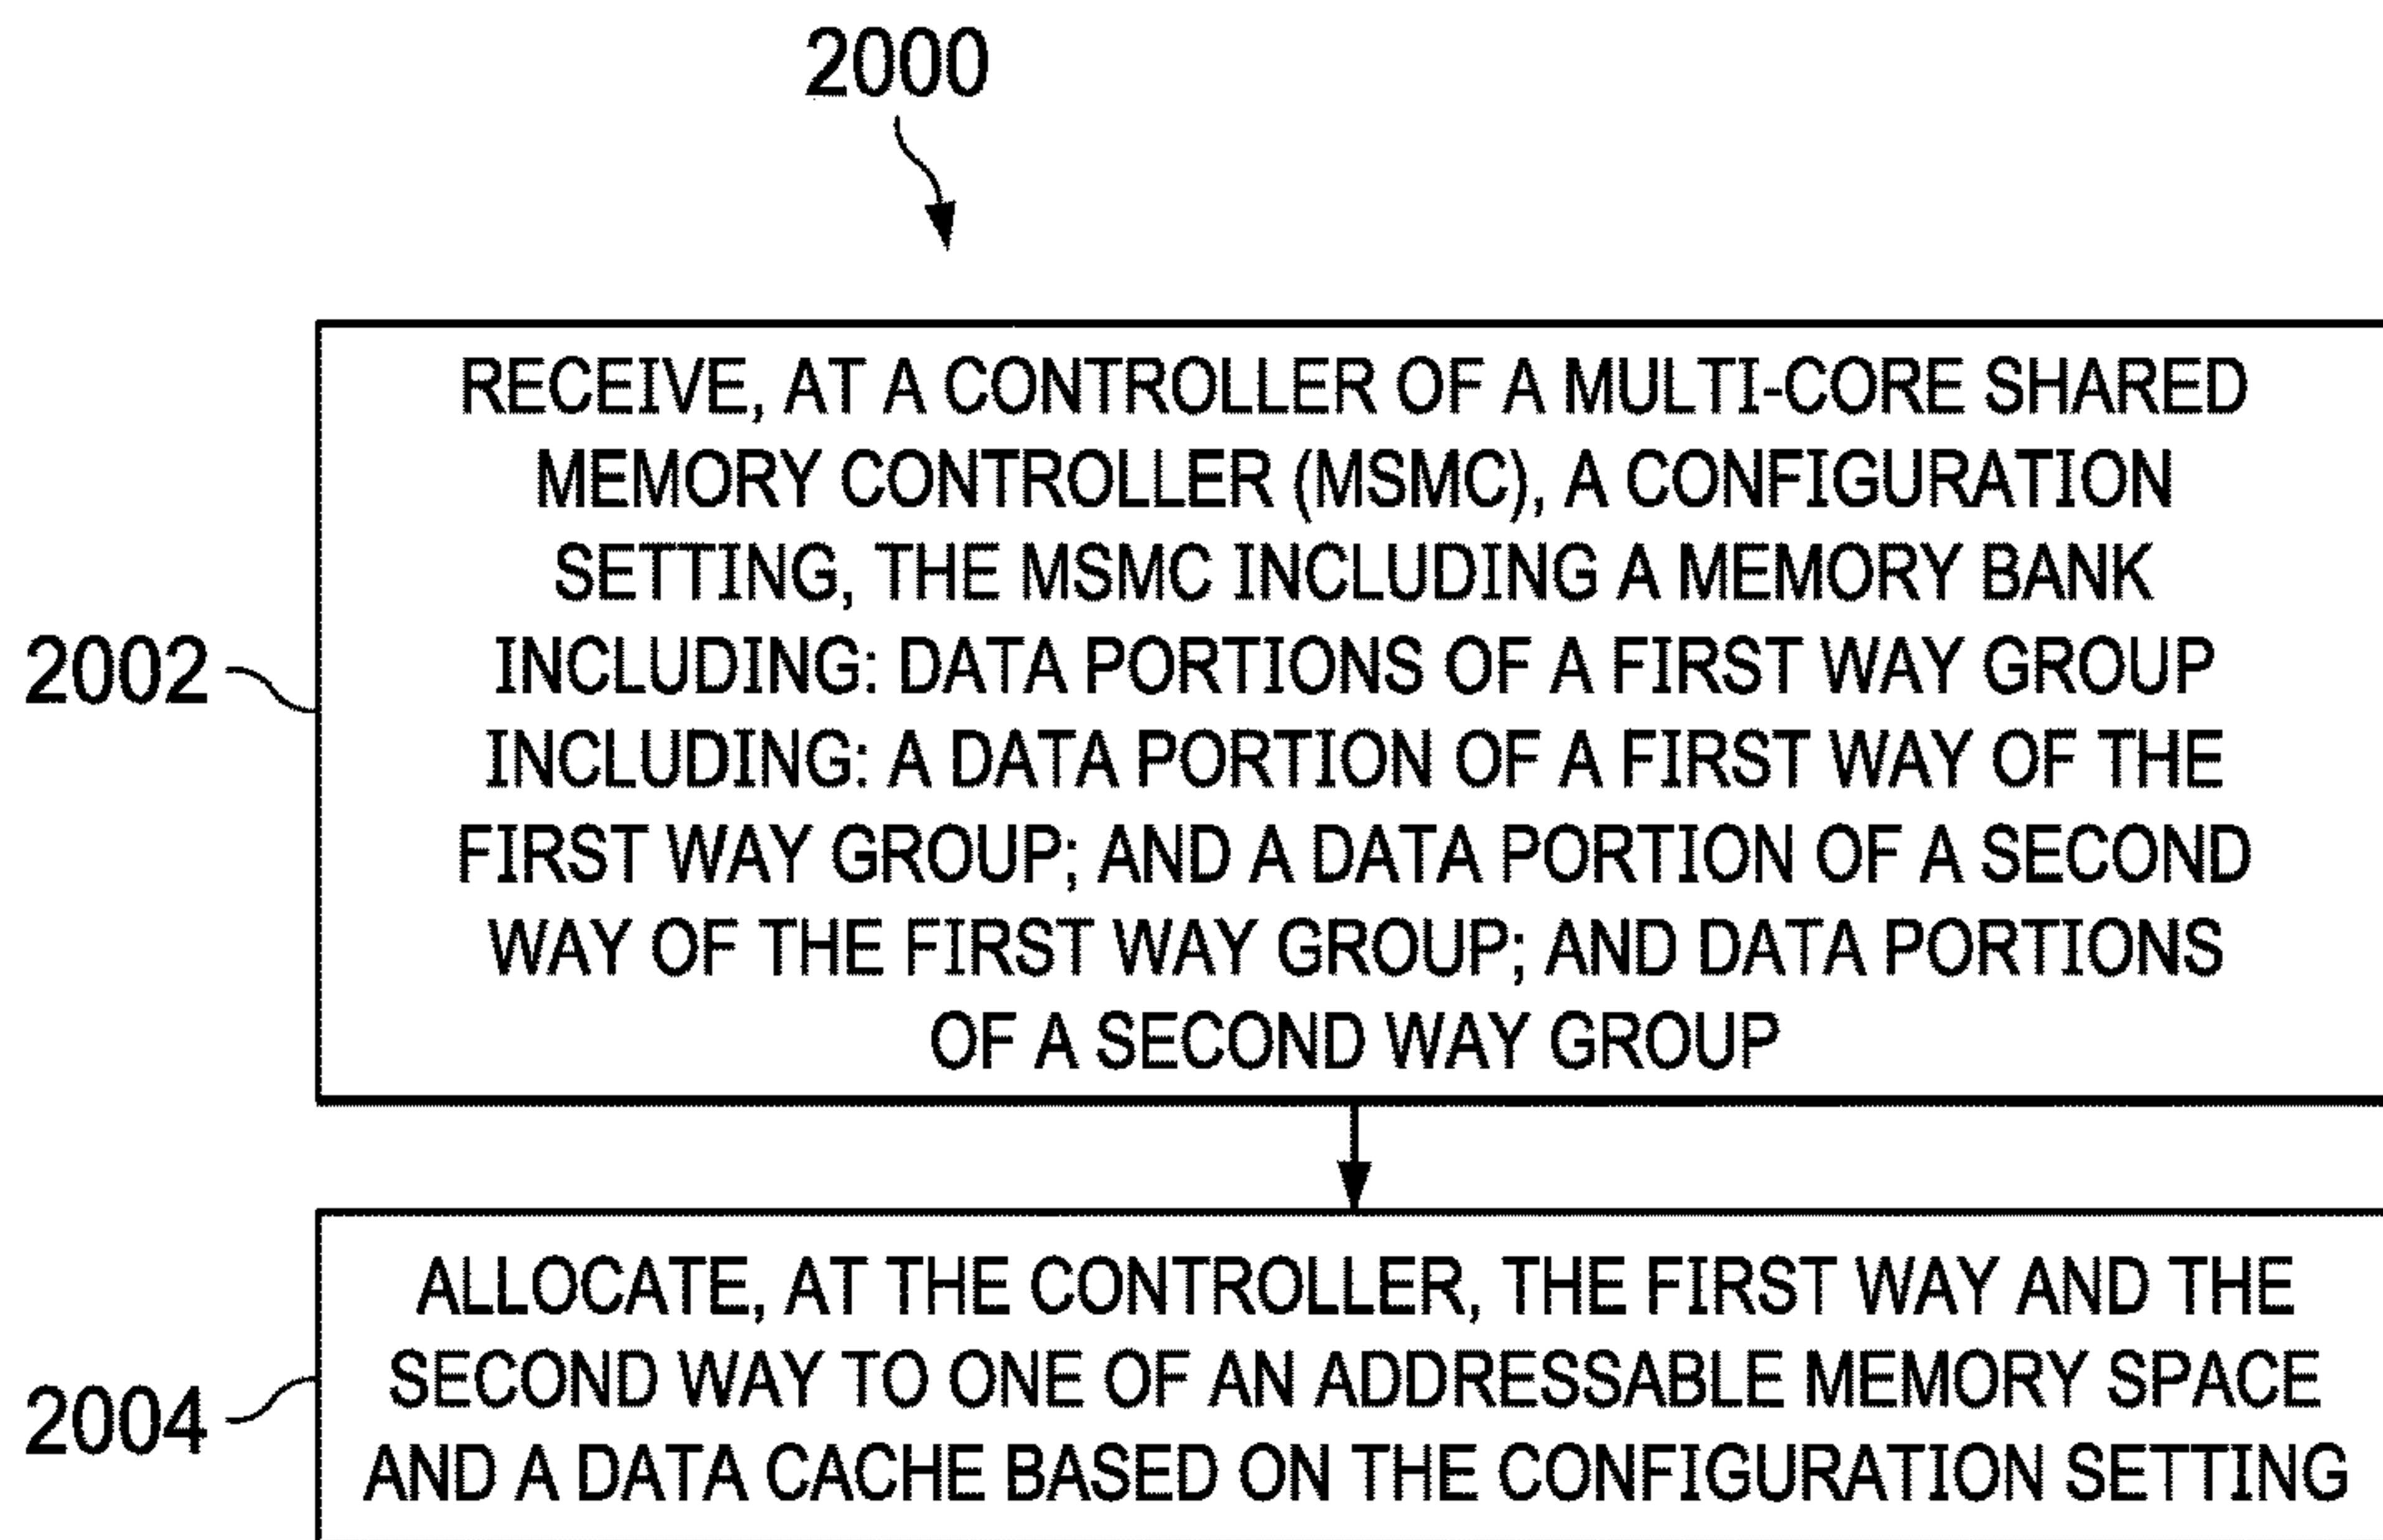 2000
RECEIVE, AT A CONTROLLER OF A MULTI-CORE SHARED
MEMORY CONTROLLER (MSMC), A CONFIGURATION
SETTING, THE MSMC INCLUDING A MEMORY BANK
INCLUDING: DATA PORTIONS OF A FIRST WAY GROUP
INCLUDING: A DATA PORTION OF A FIRST WAY OF THE
FIRST WAY GROUP; AND A DATA PORTION OF A SECOND
WAY OF THE FIRST WAY GROUP; AND DATA PORTIONS
OF A SECOND WAY GROUP
2002
ALLOCATE, AT THE CONTROLLER, THE FIRST WAY AND THE
SECOND WAY TO ONE OF AN ADDRESSABLE MEMORY SPACE
AND A DATA CACHE BASED ON THE CONFIGURATION SETTING
2004